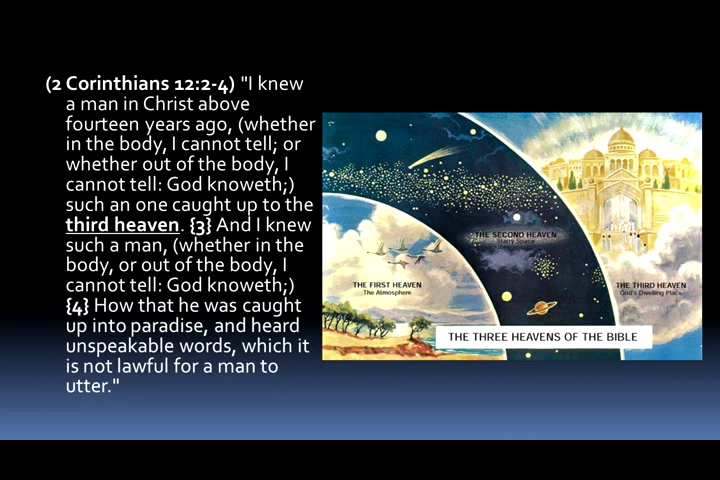 (2 Corinthians 12:2-4) "I knew
a man in Christ above
fourteen years ago, (whether
in the body, I cannot tell; or
whether out of the body, I
cannot tell: God knoweth;)
such an one caught up to the
third heaven. {3} And I knew
such a man, (whether in the
body, or out of the body, I
cannot tell: God knoweth;)
{4} How that he was caught
up into paradise, and heard
unspeakable words, which it
is not lawful for a man to
utter."
THE FIRST HEAVEN
The Atmosphere
THE SECOND HEAVEN
Starry Space
THE THIRD HEAVEN
God's Dwelling Place
THE THREE HEAVENS OF THE BIBLE